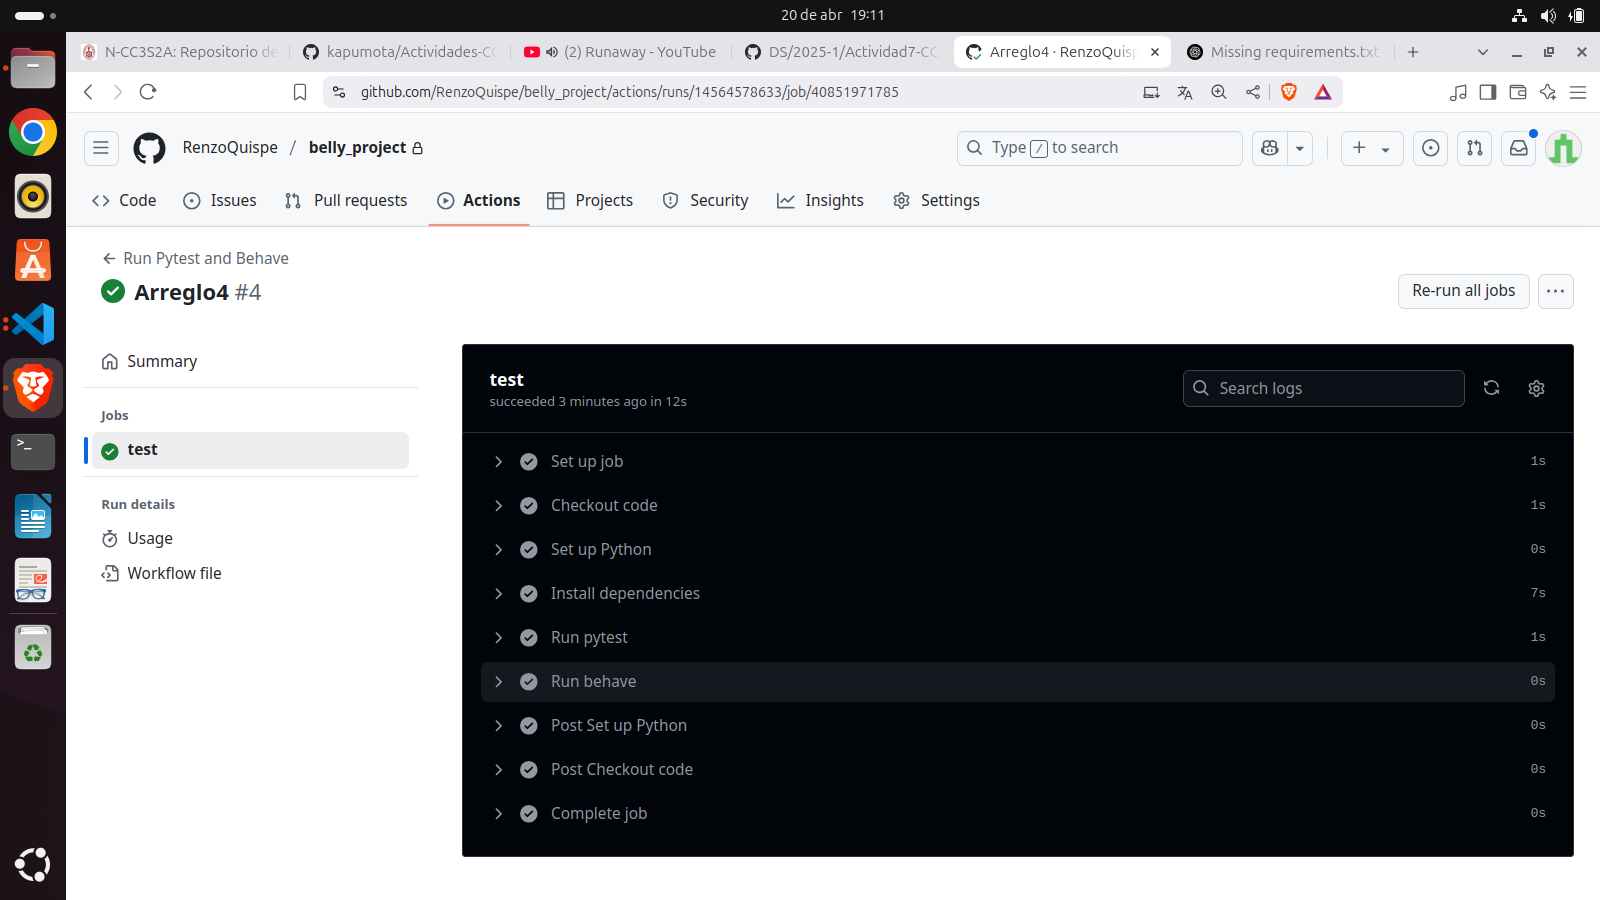 20 de abr 19:11
N-CC3S2A: Repositorio de
kapumota/Actividades-CC
(2) Runaway - YouTube
DS/2025-1/Actividad7-CC
Arreglo4 · RenzoQuisp
Missing requirements.txt
github.com/RenzoQuispe/belly_project/actions/runs/14564578633/job/40851971785
RenzoQuispe / belly_project
Type / to search
Code
Issues
Pull requests
Actions
Projects
Security
Insights
Settings
Run Pytest and Behave
Arreglo4 #4
Re-run all jobs
Summary
Jobs
test
Run details
Usage
Workflow file
test
succeeded 3 minutes ago in 12s
Search logs
Set up job 1s
Checkout code 1s
Set up Python 0s
Install dependencies 7s
Run pytest 1s
Run behave 0s
Post Set up Python 0s
Post Checkout code 0s
Complete job 0s